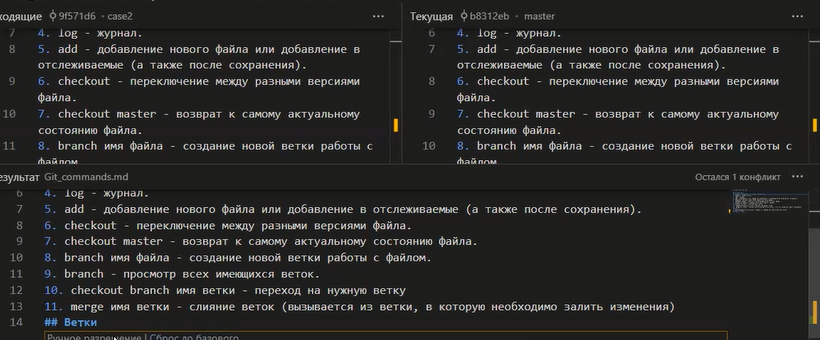 ходящие 9f571d6 • case2 ···
7 4. log - журнал.
8 5. add - добавление нового файла или добавление в
отслеживаемые (а также после сохранения).
9 6. checkout - переключение между разными версиями
файла.
10 7. checkout master - возврат к самому актуальному
состоянию файла.
11 8. branch имя файла - создание новой ветки работы с
файлом.
Текущая b8312eb • master ···
6 4. log - журнал.
7 5. add - добавление нового файла или добавление в
отслеживаемые (а также после сохранения).
8 6. checkout - переключение между разными версиями
файла.
9 7. checkout master - возврат к самому актуальному
состоянию файла.
10 8. branch имя файла - создание новой ветки работы с
файлом.
езультат Git_commands.md Остался 1 конфликт ···
6 4. log - журнал.
7 5. add - добавление нового файла или добавление в отслеживаемые (а также после сохранения).
8 6. checkout - переключение между разными версиями файла.
9 7. checkout master - возврат к самому актуальному состоянию файла.
10 8. branch имя файла - создание новой ветки работы с файлом.
11 9. branch - просмотр всех имеющихся веток.
12 10. checkout branch имя ветки - переход на нужную ветку
13 11. merge имя ветки - слияние веток (вызывается из ветки, в которую необходимо залить изменения)
14 ## Ветки
Ручное разрешение | Сброс до базового